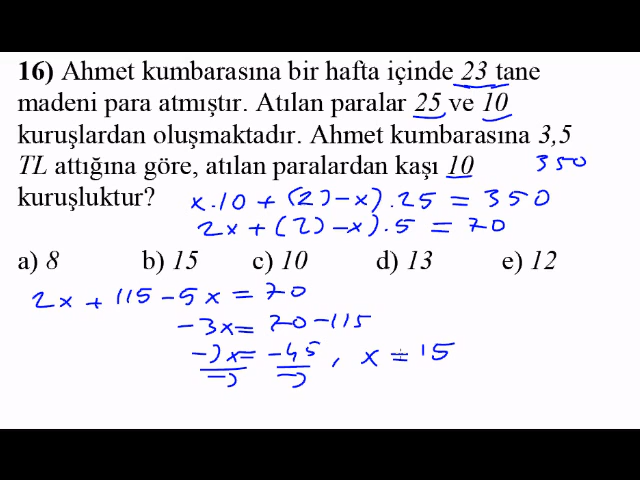 16) Ahmet kumbarasına bir hafta içinde 23 tane
madeni para atmıştır. Atılan paralar 25 ve 10
kuruşlardan oluşmaktadır. Ahmet kumbarasına 3,5
TL attığına göre, atılan paralardan kaşı 10 350
kuruşluktur? x.10 + (23-x).25 = 350
2x + (23-x).5 = 70
a) 8 b) 15 c) 10 d) 13 e) 12
2x + 115 - 5x = 70
-3x = 70 - 115
-3x/-3 = -45/-3, x = 15